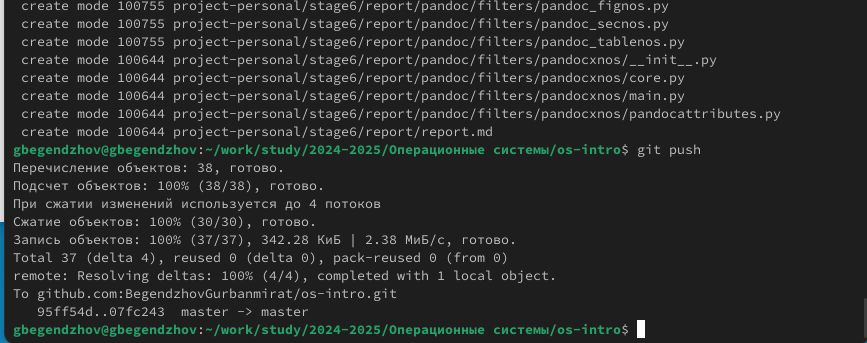 create mode 100755 project-personal/stage6/report/pandoc/filters/pandoc_fignos.py
create mode 100755 project-personal/stage6/report/pandoc/filters/pandoc_secnos.py
create mode 100755 project-personal/stage6/report/pandoc/filters/pandoc_tablenos.py
create mode 100644 project-personal/stage6/report/pandoc/filters/pandocxnos/__init__.py
create mode 100644 project-personal/stage6/report/pandoc/filters/pandocxnos/core.py
create mode 100644 project-personal/stage6/report/pandoc/filters/pandocxnos/main.py
create mode 100644 project-personal/stage6/report/pandoc/filters/pandocxnos/pandocattributes.py
create mode 100644 project-personal/stage6/report/report.md
gbegendzhov@gbegendzhov:~/work/study/2024-2025/Операционные системы/os-intro$ git push
Перечисление объектов: 38, готово.
Подсчет объектов: 100% (38/38), готово.
При сжатии изменений используется до 4 потоков
Сжатие объектов: 100% (30/30), готово.
Запись объектов: 100% (37/37), 342.28 КиБ | 2.38 МиБ/с, готово.
Total 37 (delta 4), reused 0 (delta 0), pack-reused 0 (from 0)
remote: Resolving deltas: 100% (4/4), completed with 1 local object.
To github.com:BegendzhovGurbanmirat/os-intro.git
95ff54d..07fc243  master -> master
gbegendzhov@gbegendzhov:~/work/study/2024-2025/Операционные системы/os-intro$